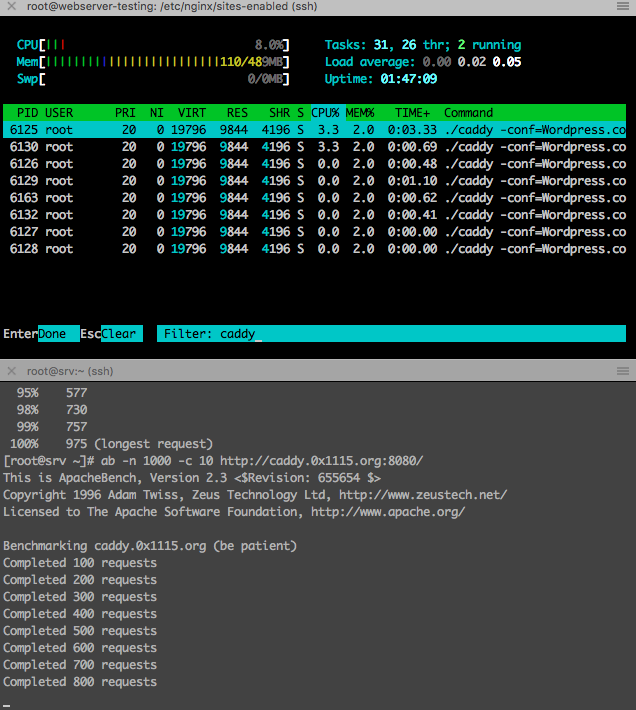 root@webserver-testing: /etc/nginx/sites-enabled (ssh)
CPU[||| 8.0%] Tasks: 31, 26 thr; 2 running
Mem[||||||||||||||||||||||||||||110/489MB] Load average: 0.00 0.02 0.05
Swp[ 0/0MB] Uptime: 01:47:09
PID USER PRI NI VIRT RES SHR S CPU% MEM% TIME+ Command
6125 root 20 0 19796 9844 4196 S 3.3 2.0 0:03.33 ./caddy -conf=Wordpress.co
6130 root 20 0 19796 9844 4196 S 3.3 2.0 0:00.69 ./caddy -conf=Wordpress.co
6126 root 20 0 19796 9844 4196 S 0.0 2.0 0:00.48 ./caddy -conf=Wordpress.co
6129 root 20 0 19796 9844 4196 S 0.0 2.0 0:01.10 ./caddy -conf=Wordpress.co
6163 root 20 0 19796 9844 4196 S 0.0 2.0 0:00.62 ./caddy -conf=Wordpress.co
6132 root 20 0 19796 9844 4196 S 0.0 2.0 0:00.41 ./caddy -conf=Wordpress.co
6127 root 20 0 19796 9844 4196 S 0.0 2.0 0:00.00 ./caddy -conf=Wordpress.co
6128 root 20 0 19796 9844 4196 S 0.0 2.0 0:00.00 ./caddy -conf=Wordpress.co
EnterDone EscClear Filter: caddy_
root@srv:~ (ssh)
95% 577
98% 730
99% 757
100% 975 (longest request)
[root@srv ~]# ab -n 1000 -c 10 http://caddy.0x1115.org:8080/
This is ApacheBench, Version 2.3 <$Revision: 655654 $>
Copyright 1996 Adam Twiss, Zeus Technology Ltd, http://www.zeustech.net/
Licensed to The Apache Software Foundation, http://www.apache.org/
Benchmarking caddy.0x1115.org (be patient)
Completed 100 requests
Completed 200 requests
Completed 300 requests
Completed 400 requests
Completed 500 requests
Completed 600 requests
Completed 700 requests
Completed 800 requests